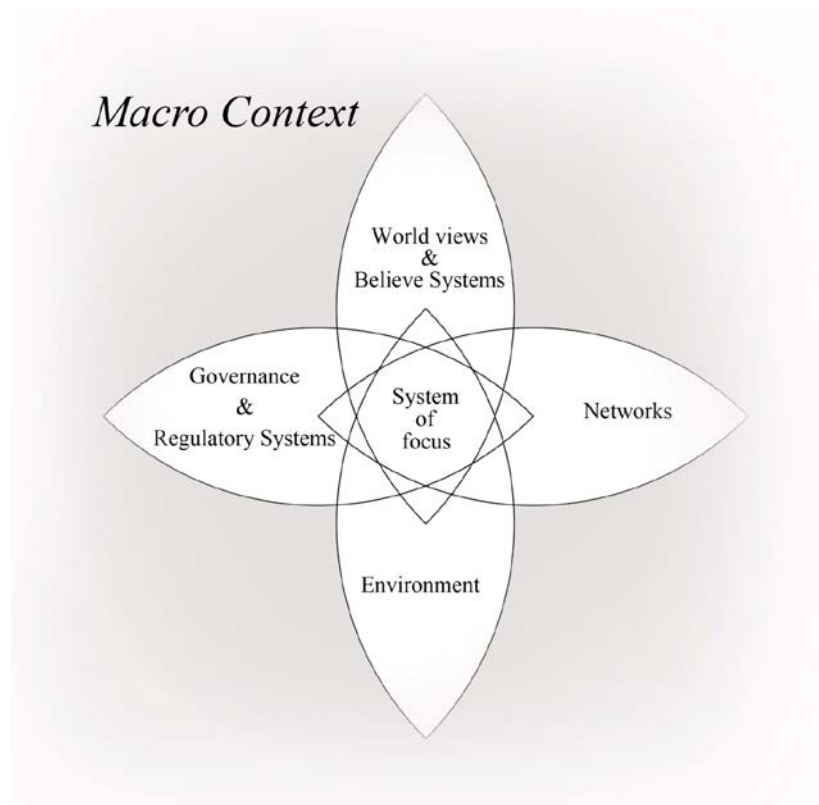 Macro Context
World views
&
Believe Systems
Governance
&
Regulatory Systems
System
of
focus
Networks
Environment